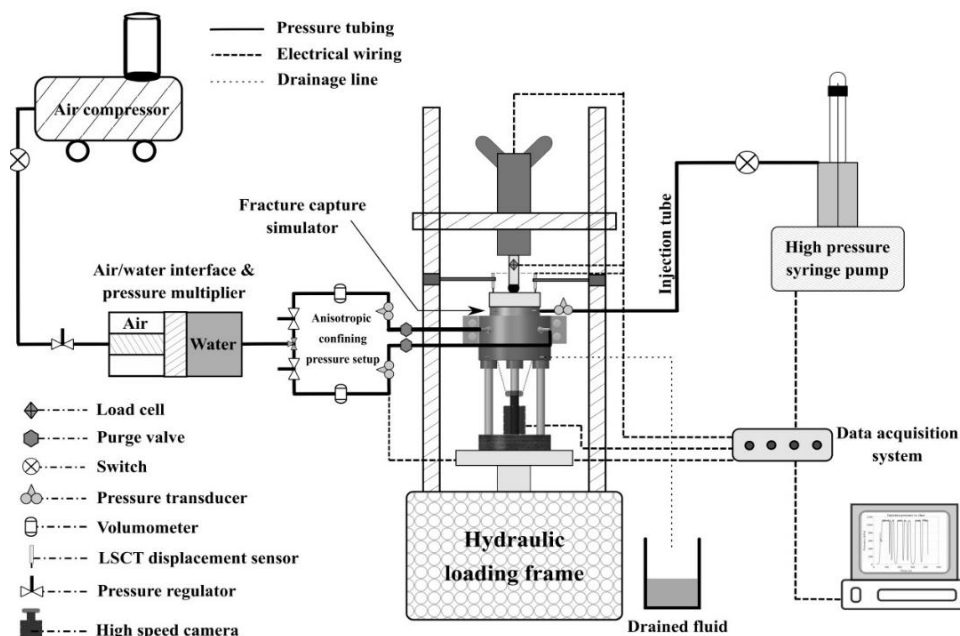 Pressure tubing
Electrical wiring
Drainage line
Air compressor
Fracture capture
simulator
Injection tube
High pressure
syringe pump
Air/water interface &
pressure multiplier
Air
Water
Anisotropic
confining
pressure setup
Load cell
Purge valve
Switch
Pressure transducer
Volumometer
LSCT displacement sensor
Pressure regulator
High speed camera
Data acquisition
system
Hydraulic
loading frame
Drained fluid